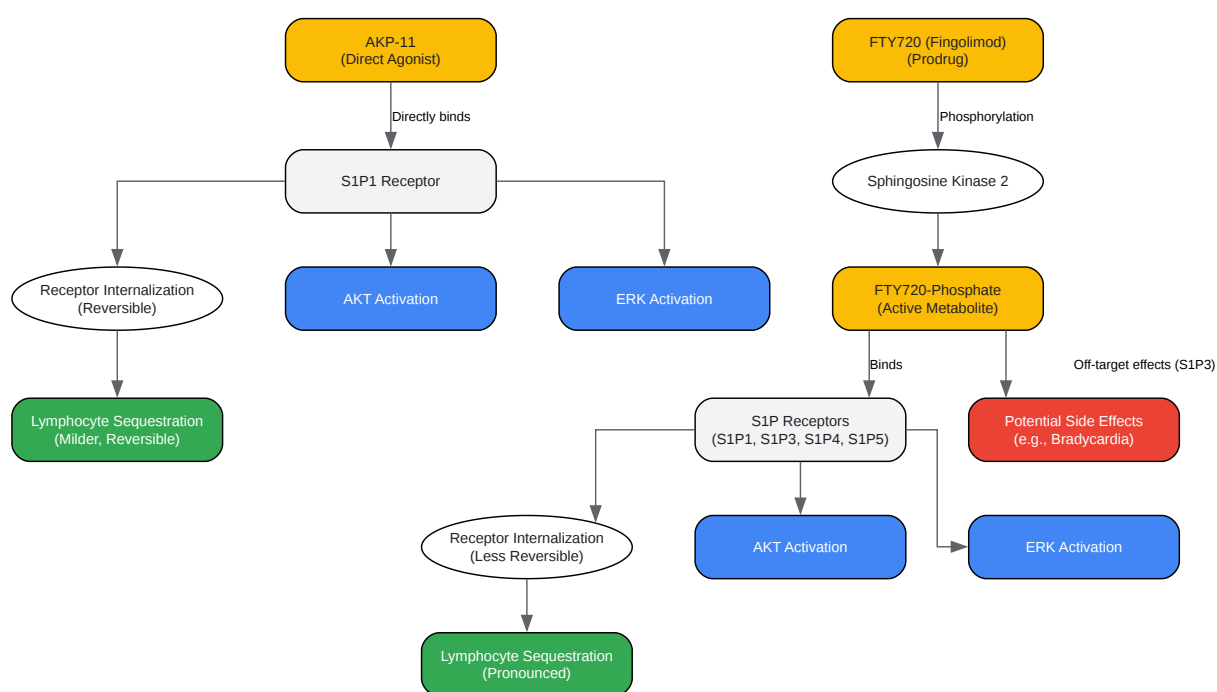 AKP-11
(Direct Agonist)
FTY720 (Fingolimod)
(Prodrug)
Directly binds
Phosphorylation
S1P1 Receptor
Sphingosine Kinase 2
Receptor Internalization
(Reversible)
AKT Activation
ERK Activation
FTY720-Phosphate
(Active Metabolite)
Binds
Off-target effects (S1P3)
Lymphocyte Sequestration
(Milder, Reversible)
S1P Receptors
(S1P1, S1P3, S1P4, S1P5)
Potential Side Effects
(e.g., Bradycardia)
Receptor Internalization
(Less Reversible)
AKT Activation
ERK Activation
Lymphocyte Sequestration
(Pronounced)